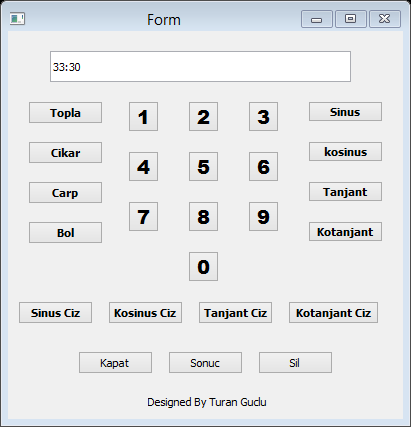 Form
33:30
Topla 1 2 3 Sinus
Cikar 4 5 6 kosinus
Carp 7 8 9 Tanjant
Bol 0 Kotanjant
Sinus Ciz Kosinus Ciz Tanjant Ciz Kotanjant Ciz
Kapat Sonuc Sil
Designed By Turan Guclu